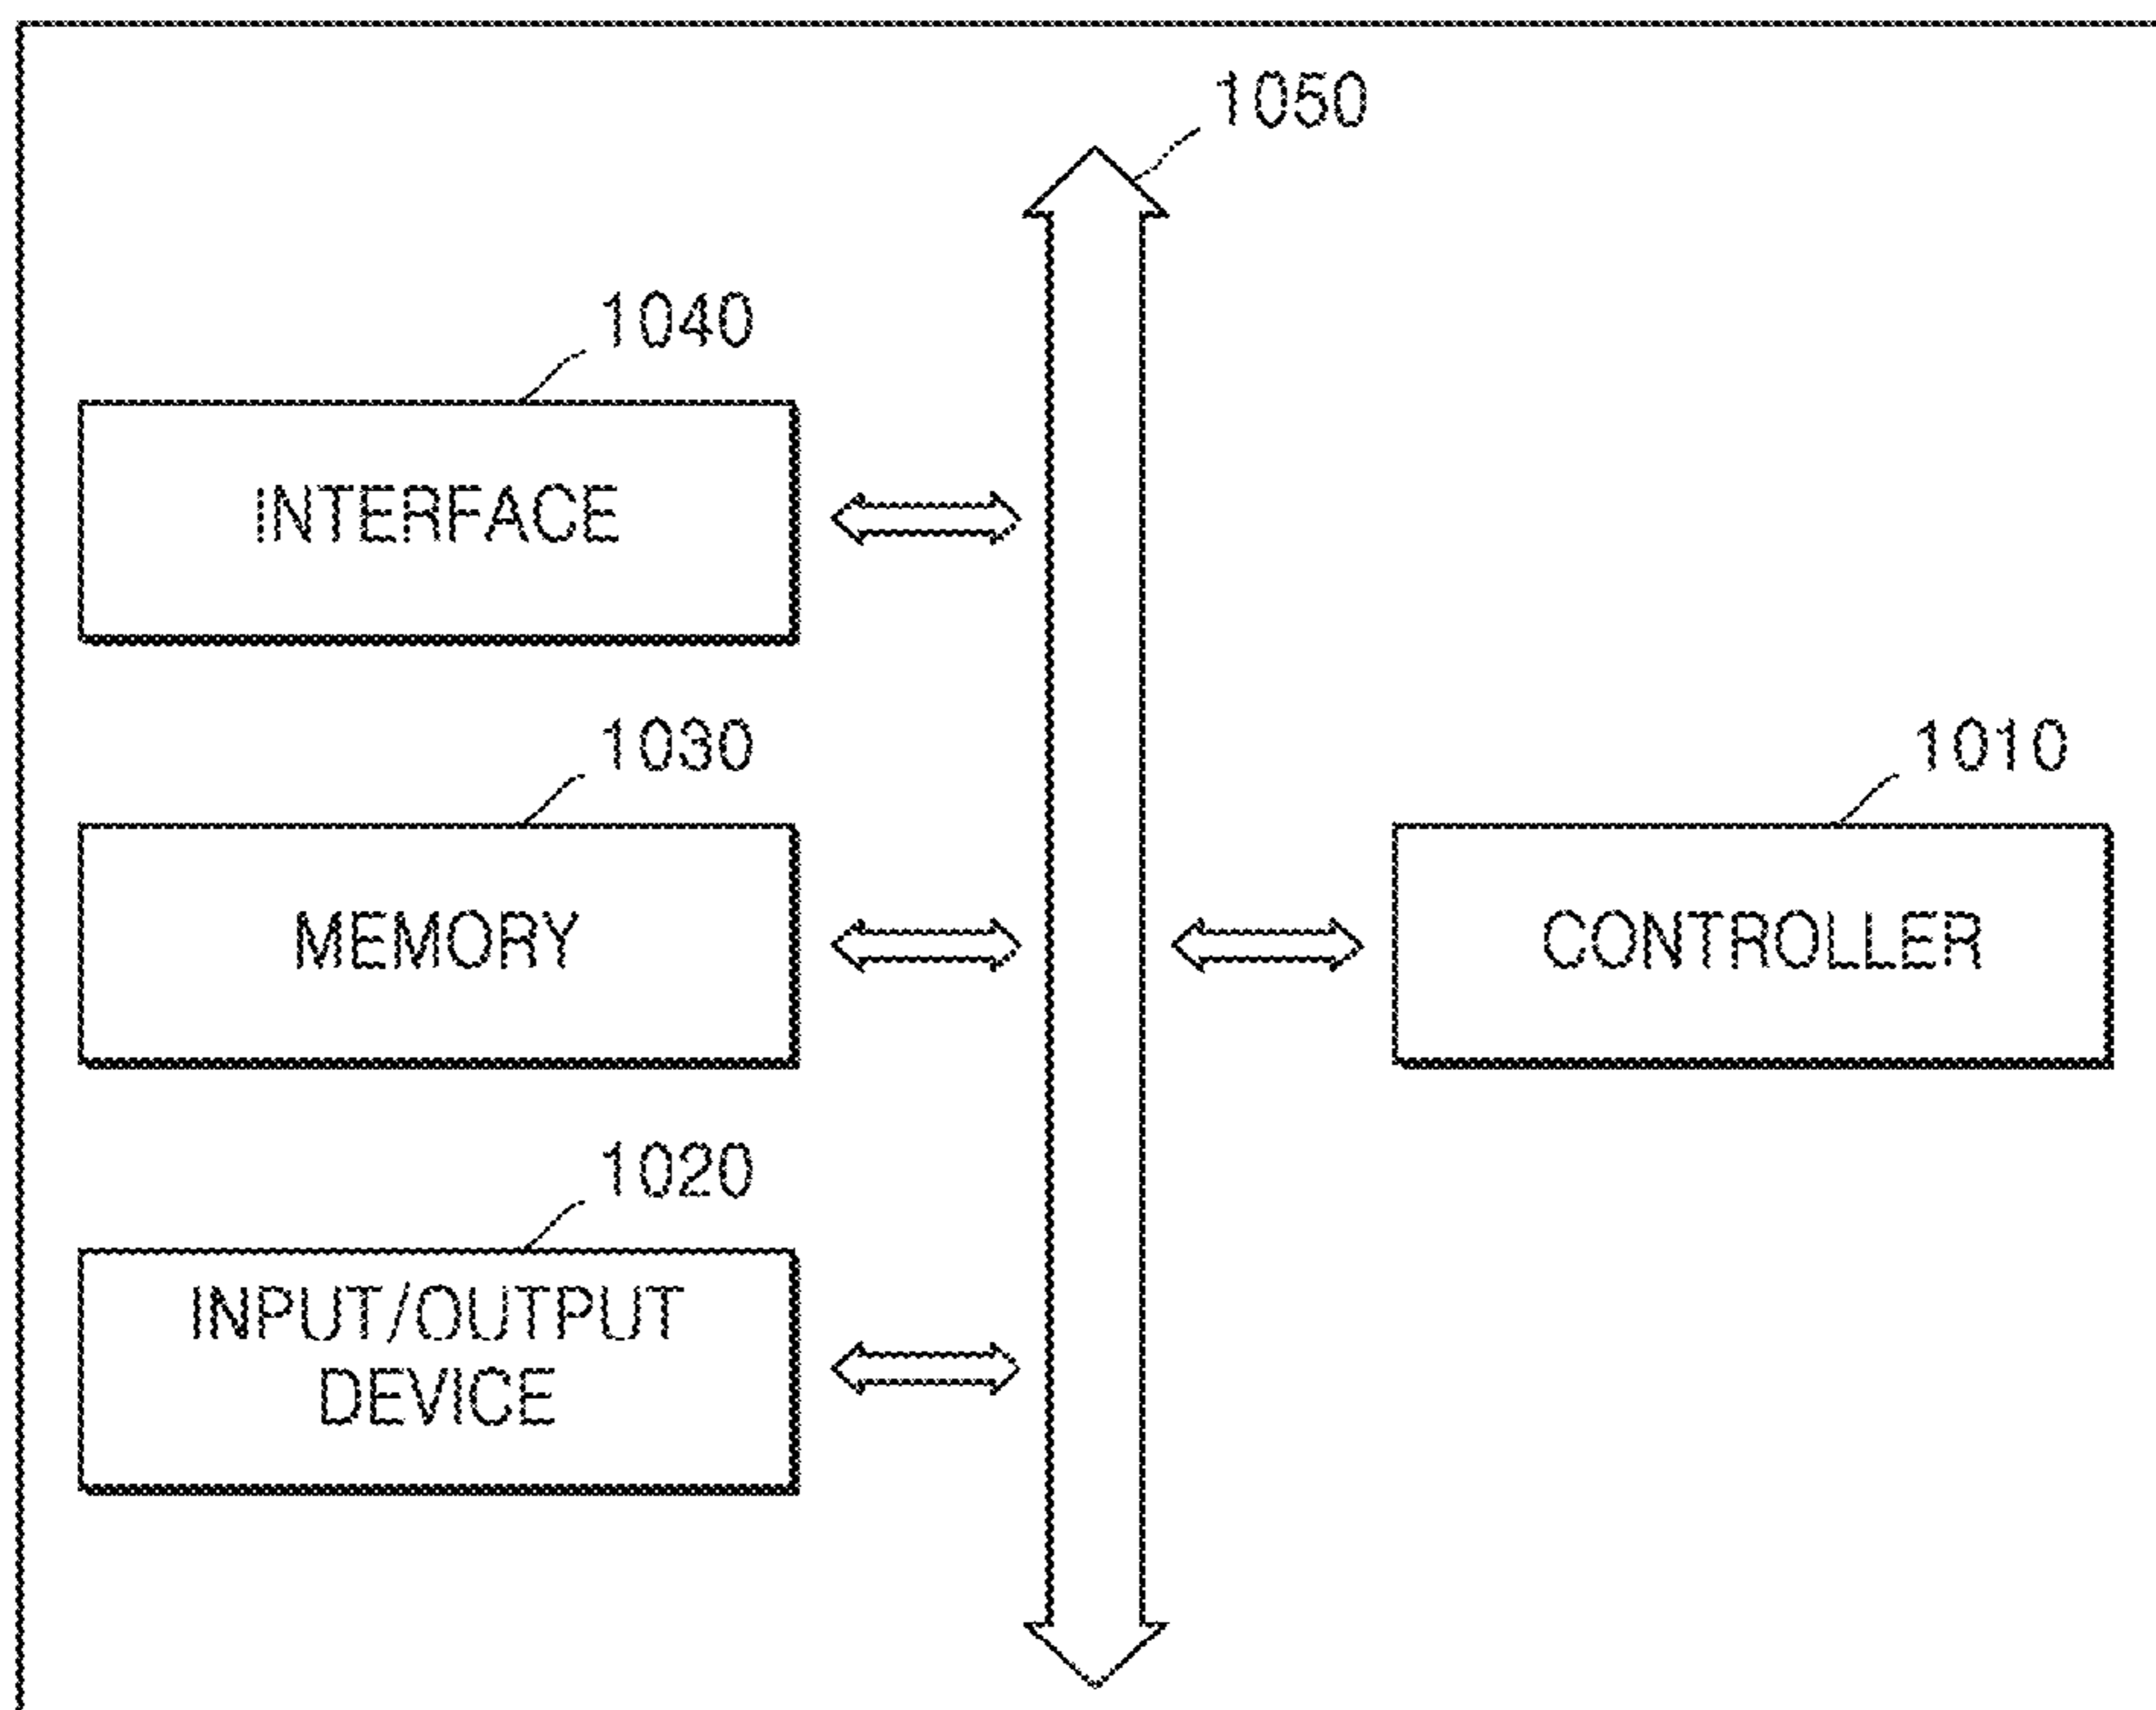 1050
1040
INTERFACE
1030
MEMORY
1010
CONTROLLER
1020
INPUT/OUTPUT
DEVICE